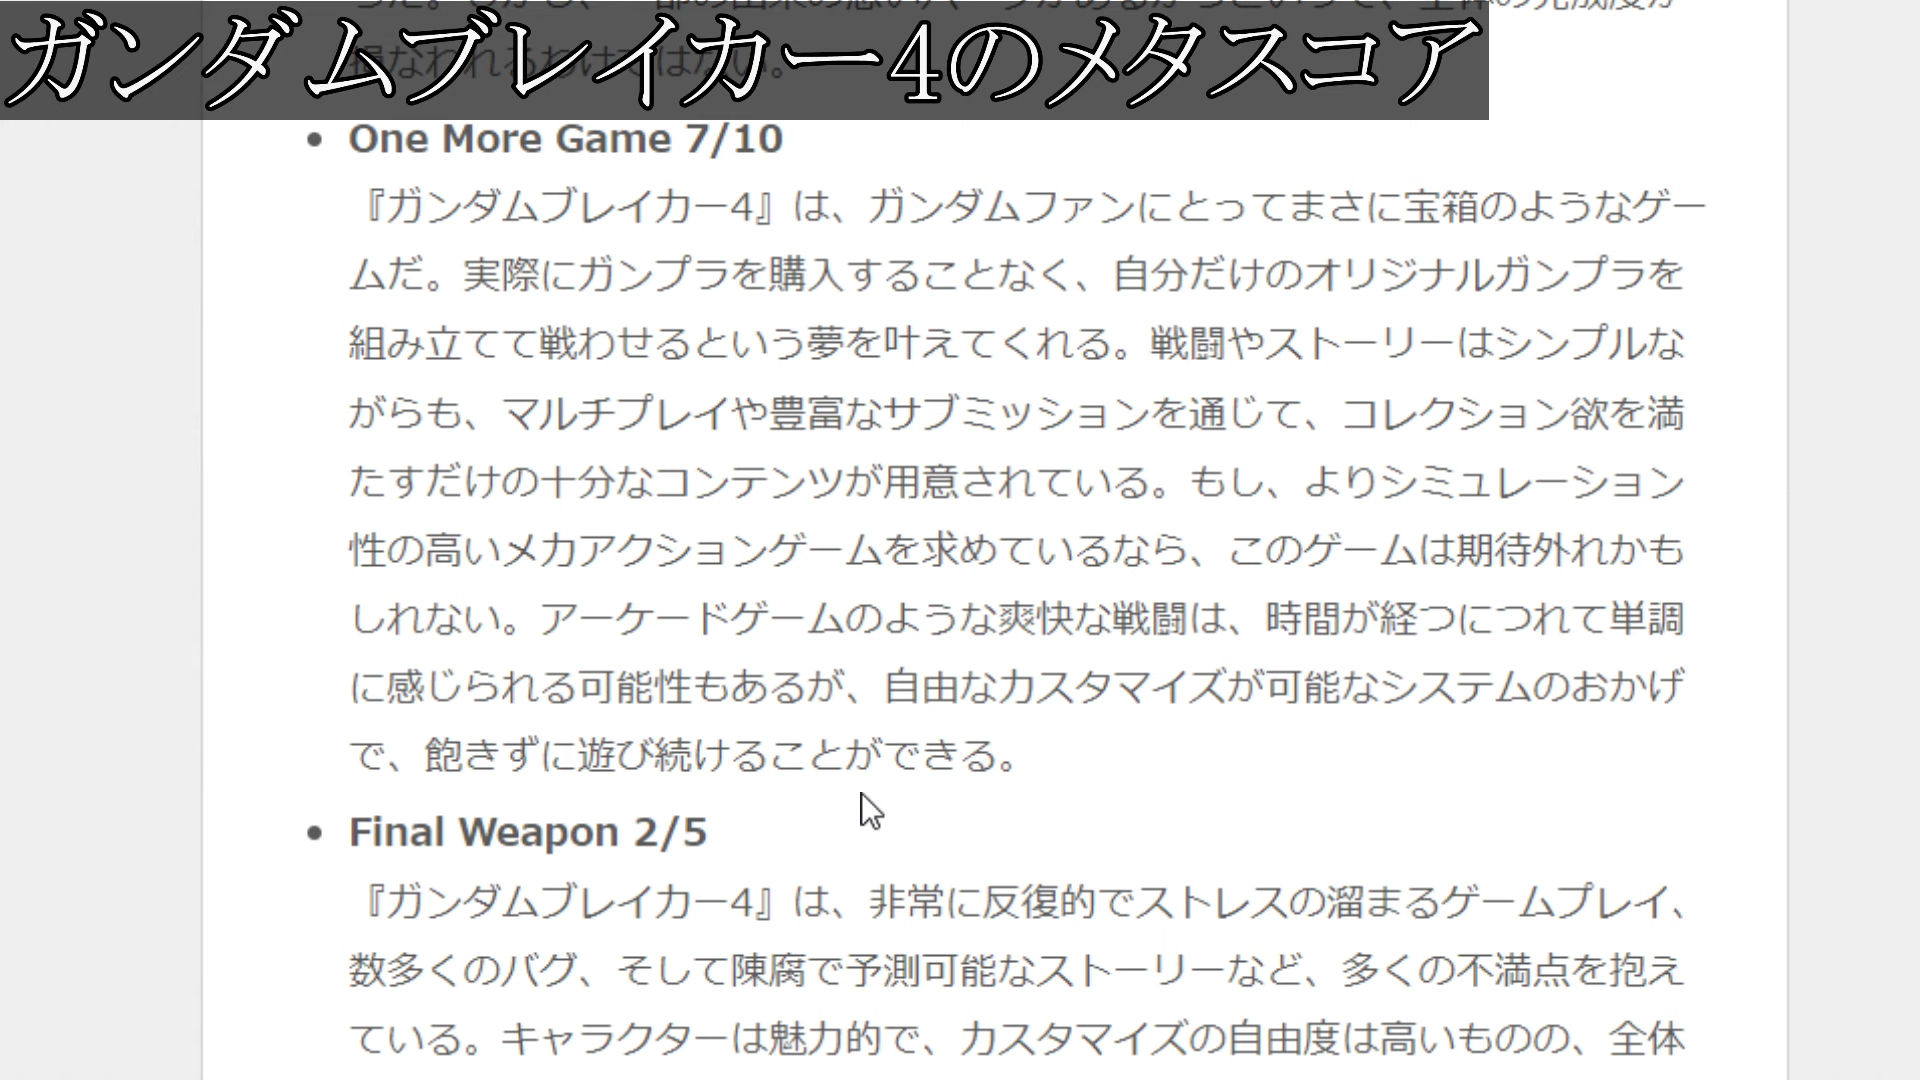 ガンダムブレイカー4のメタスコア
One More Game 7/10
『ガンダムブレイカー4』は、ガンダムファンにとってまさに宝箱のようなゲー
ムだ。実際にガンプラを購入することなく、自分だけのオリジナルガンプラを
組み立てて戦わせるという夢を叶えてくれる。戦闘やストーリーはシンプルな
がらも、マルチプレイや豊富なサブミッションを通じて、コレクション欲を満
たすだけの十分なコンテンツが用意されている。もし、よりシミュレーション
性の高いメカアクションゲームを求めているなら、このゲームは期待外れかも
しれない。アーケードゲームのような爽快な戦闘は、時間が経つにつれて単調
に感じられる可能性もあるが、自由なカスタマイズが可能なシステムのおかげ
で、飽きずに遊び続けることができる。
Final Weapon 2/5
『ガンダムブレイカー4』は、非常に反復的でストレスの溜まるゲームプレイ、
数多くのバグ、そして陳腐で予測可能なストーリーなど、多くの不満点を抱え
ている。キャラクターは魅力的で、カスタマイズの自由度は高いものの、全体